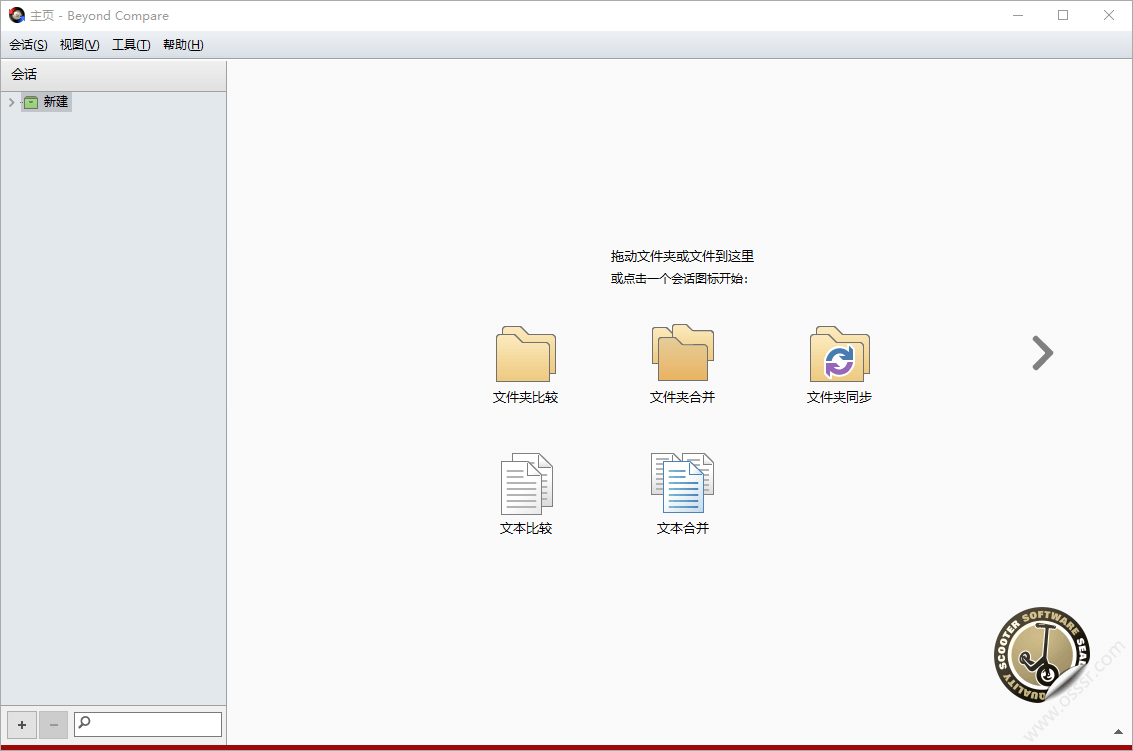 主页 - Beyond Compare
会话(S) 视图(V) 工具(T) 帮助(H)
会话
新建
拖动文件夹或文件到这里
或点击一个会话图标开始:
文件夹比较 文件夹合并 文件夹同步
文本比较 文本合并
SCOOTER SOFTWARE SEAL
QUALITY
www.osssr.com